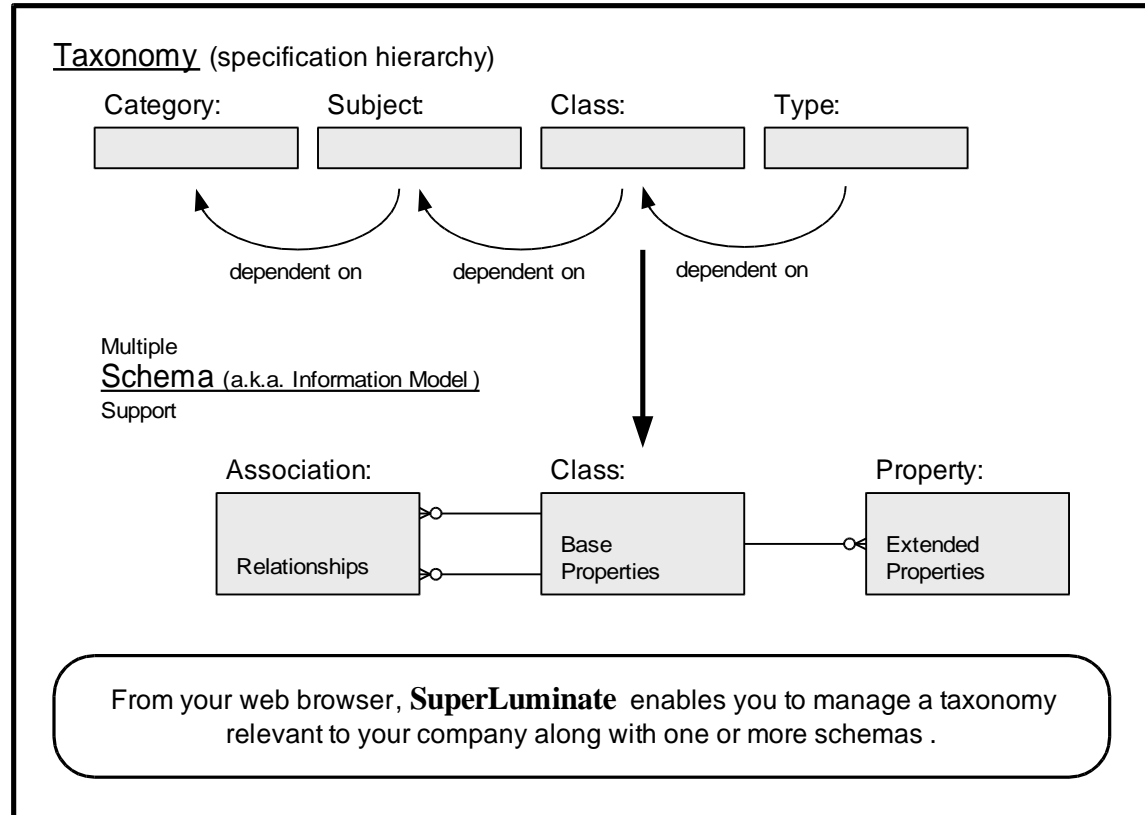 Taxonomy (specification hierarchy)
Category: Subject: Class: Type:
dependent on dependent on dependent on
Multiple
Schema (a.k.a. Information Model )
Support
Association: Class: Property:
Relationships
Base
Properties
Extended
Properties
From your web browser, SuperLuminate enables you to manage a taxonomy
relevant to your company along with one or more schemas .